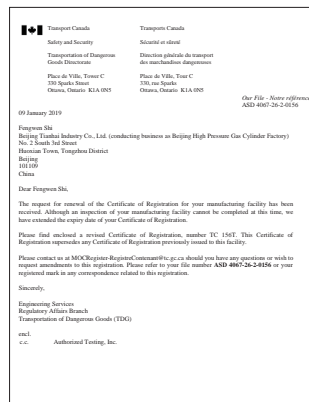 Transport Canada
Transports Canada
Safety and Security
Sécurité et sûreté
Transportation of Dangerous
Goods Directorate
Direction générale du transport
des marchandises dangereuses
Place de Ville, Tower C
330 Sparks Street
Ottawa, Ontario K1A 0N5
Place de Ville, Tour C
330, rue Sparks
Ottawa, Ontario K1A 0N5
Our File - Notre référence
ASD 4067-26-2-0156
09 January 2019
Fengwen Shi
Beijing Tianhai Industry Co., Ltd. (conducting business as Beijing High Pressure Gas Cylinder Factory)
No. 2 South 3rd Street
Huoxian Town, Tongzhou District
Beijing
101109
China
Dear Fengwen Shi,
The request for renewal of the Certificate of Registration for your manufacturing facility has been
received. Although an inspection of your manufacturing facility cannot be completed at this time, we
have extended the expiry date of your Certificate of Registration.
Please find enclosed a revised Certificate of Registration, number TC 156T. This Certificate of
Registration supersedes any Certificate of Registration previously issued to this facility.
Please contact us at MOCRegister-RegistreContenant@tc.gc.ca should you have any questions or wish to
request amendments to this registration. Please refer to your file number ASD 4067-26-2-0156 or your
registered mark in any correspondence related to this registration.
Sincerely,
Engineering Services
Regulatory Affairs Branch
Transportation of Dangerous Goods (TDG)
encl.
c.c. Authorized Testing, Inc.